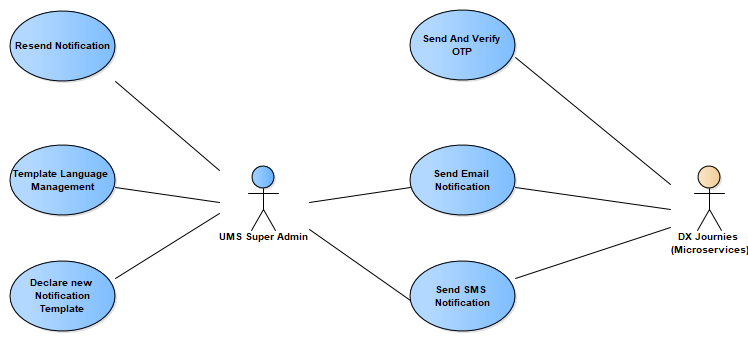 Resend Notification
Send And Verify
OTP
Template Language
Management
Send Email
Notification
UMS Super Admin
DX Journies
(Microservices)
Declare new
Notification
Template
Send SMS
Notification